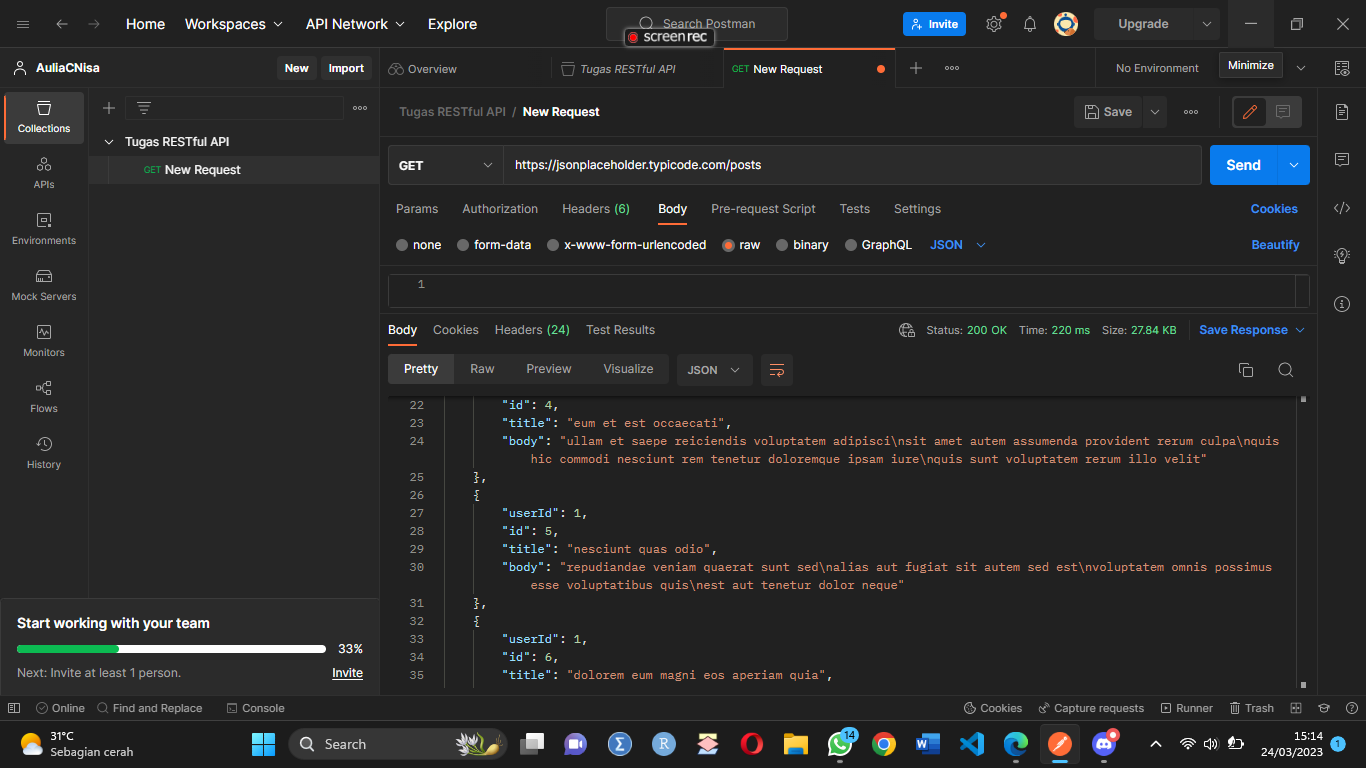 Home Workspaces API Network Explore Search Postman Invite Upgrade
screenrec
AuliaCNisa New Import Overview Tugas RESTful API GET New Request No Environment Minimize
Collections
APIs
Environments
Mock Servers
Monitors
Flows
History
Tugas RESTful API
GET New Request
Tugas RESTful API / New Request Save
GET https://jsonplaceholder.typicode.com/posts Send
Params Authorization Headers (6) Body Pre-request Script Tests Settings Cookies
none form-data x-www-form-urlencoded raw binary GraphQL JSON Beautify
1
Body Cookies Headers (24) Test Results Status: 200 OK Time: 220 ms Size: 27.84 KB Save Response
Pretty Raw Preview Visualize JSON
22 "id": 4,
23 "title": "eum et est occaecati",
24 "body": "ullam et saepe reiciendis voluptatem adipisci\nsit amet autem assumenda provident rerum culpa\nquis
hic commodi nesciunt rem tenetur doloremque ipsam iure\nquis sunt voluptatem rerum illo velit"
25 },
26 {
27 "userId": 1,
28 "id": 5,
29 "title": "nesciunt quas odio",
30 "body": "repudiandae veniam quaerat sunt sed\nalias aut fugiat sit autem sed est\nvoluptatem omnis possimus
esse voluptatibus quis\nest aut tenetur dolor neque"
31 },
32 {
33 "userId": 1,
34 "id": 6,
35 "title": "dolorem eum magni eos aperiam quia",
Start working with your team
33%
Next: Invite at least 1 person. Invite
Online Find and Replace Console Cookies Capture requests Runner Trash
31°C
Sebagian cerah
Search
14
15:14
24/03/2023
1